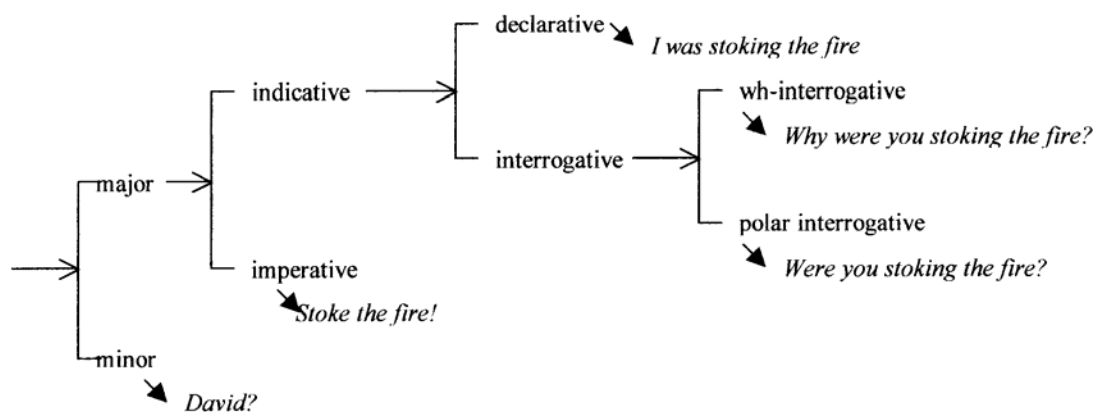 declarative
I was stoking the fire
indicative
wh-interrogative
Why were you stoking the fire?
interrogative
major
polar interrogative
imperative
Were you stoking the fire?
Stoke the fire!
minor
David?